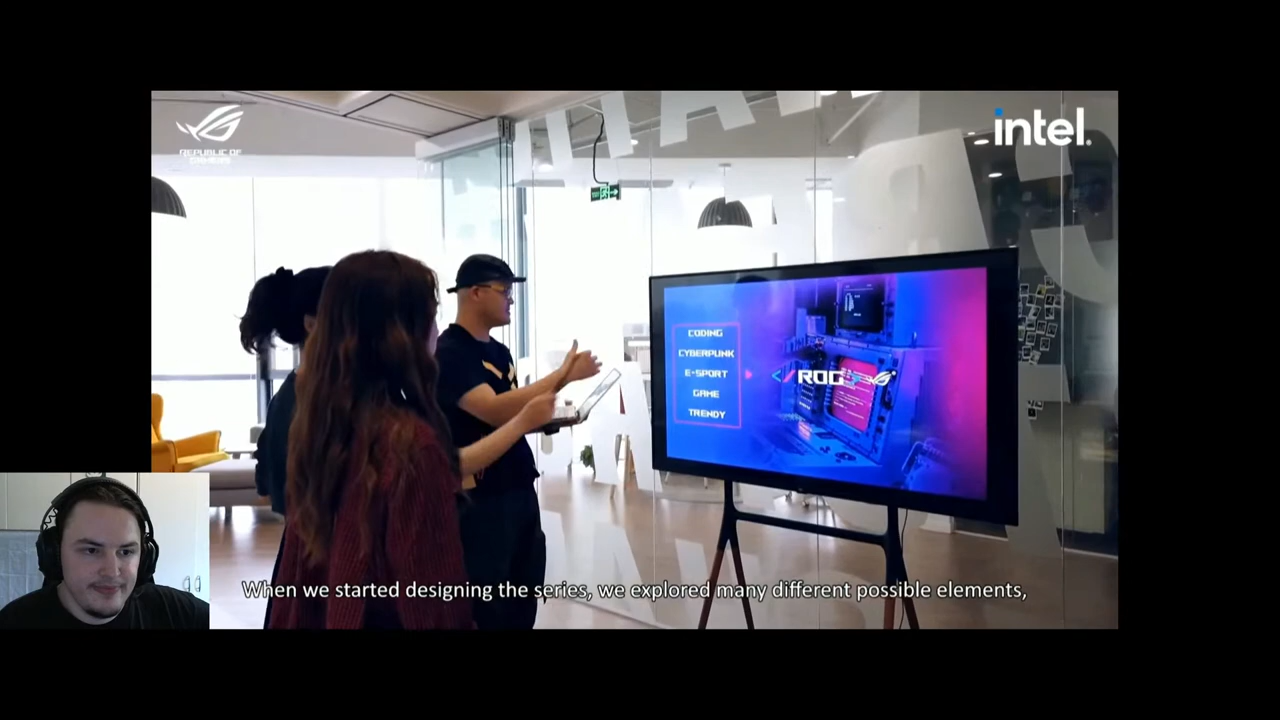 REPUBLIC OF
GAMERS
intel.
CODING
CYBERPUNK
E-SPORT
GAME
TRENDY
</ROG
When we started designing the series, we explored many different possible elements,